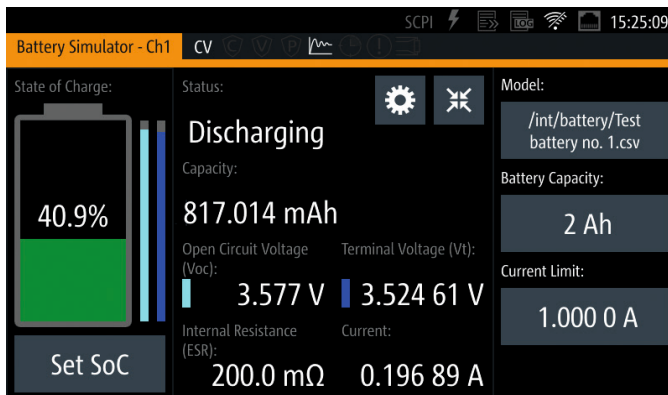 SCPI LOG 15:25:09
Battery Simulator - Ch1 CV C V P
State of Charge:
40.9%
Set SoC
Status:
Discharging
Capacity:
817.014 mAh
Open Circuit Voltage
(Voc):
3.577 V
Terminal Voltage (Vt):
3.524 61 V
Internal Resistance
(ESR):
200.0 mΩ
Current:
0.196 89 A
Model:
/int/battery/Test
battery no. 1.csv
Battery Capacity:
2 Ah
Current Limit:
1.000 0 A